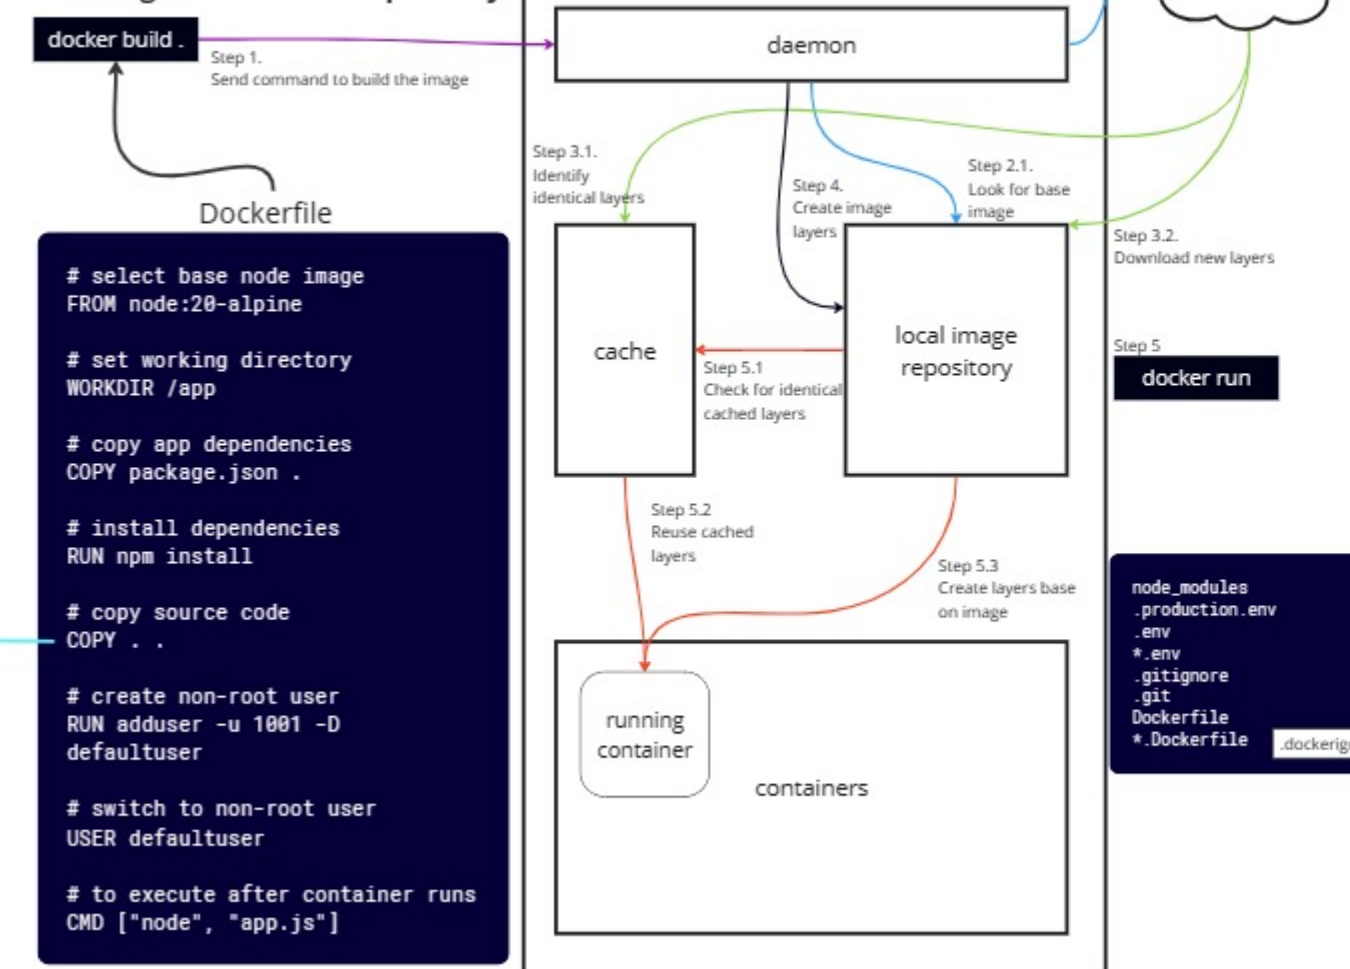 docker build .
Step 1.
Send command to build the image
daemon
Step 3.1.
Identify
identical layers
Step 4.
Create image
layers
Step 2.1.
Look for base
image
Step 3.2.
Download new layers
Dockerfile
# select base node image
FROM node:20-alpine
# set working directory
WORKDIR /app
# copy app dependencies
COPY package.json .
# install dependencies
RUN npm install
# copy source code
COPY . .
# create non-root user
RUN adduser -u 1001 -D
defaultuser
# switch to non-root user
USER defaultuser
# to execute after container runs
CMD ["node", "app.js"]
cache
local image
repository
Step 5.1
Check for identical
cached layers
Step 5
docker run
Step 5.2
Reuse cached
layers
Step 5.3
Create layers base
on image
running
container
containers
node_modules
.production.env
.env
*.env
.gitignore
.git
Dockerfile
*.Dockerfile